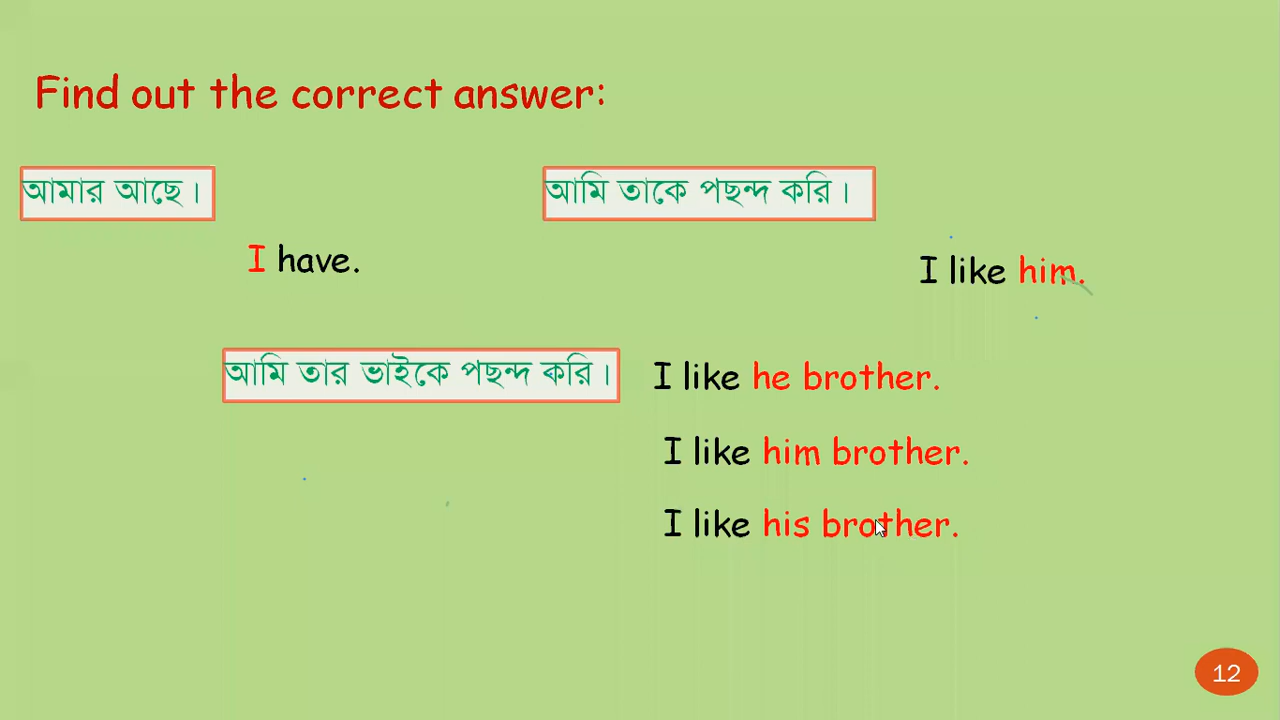 Find out the correct answer:
আমার আছে।
আমি তাকে পছন্দ করি।
I have.
I like him.
আমি তার ভাইকে পছন্দ করি।
I like he brother.
I like him brother.
I like his brother.
12